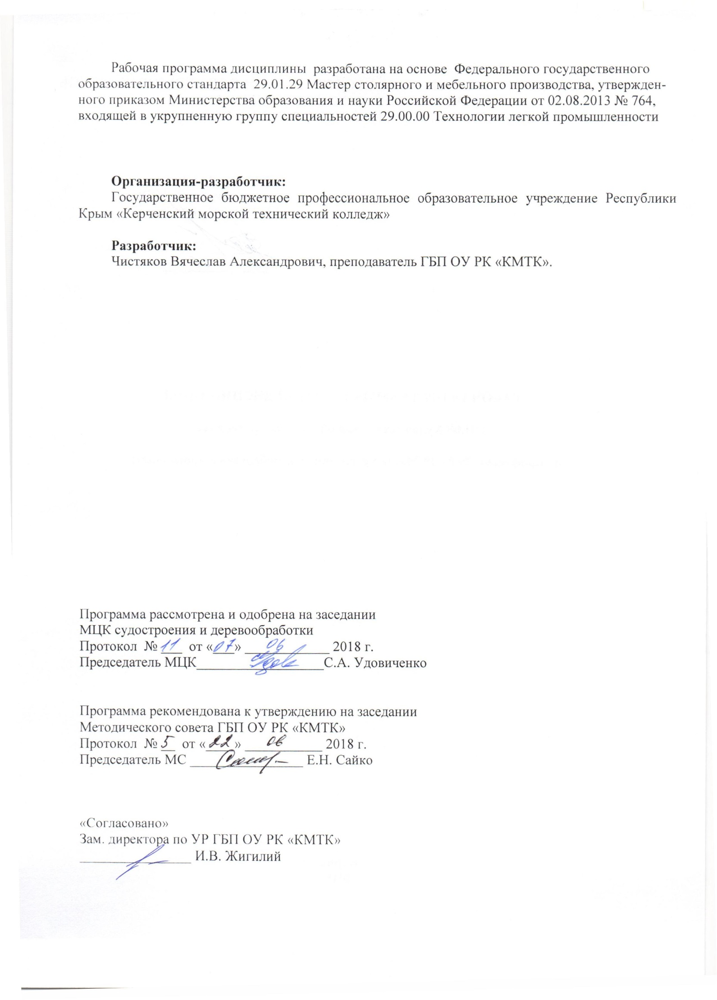 Рабочая программа дисциплины разработана на основе Федерального государственного
образовательного стандарта 29.01.29 Мастер столярного и мебельного производства, утвержден-
ного приказом Министерства образования и науки Российской Федерации от 02.08.2013 № 764,
входящей в укрупненную группу специальностей 29.00.00 Технологии легкой промышленности
Организация-разработчик:
Государственное бюджетное профессиональное образовательное учреждение Республики
Крым «Керченский морской технический колледж»
Разработчик:
Чистяков Вячеслав Александрович, преподаватель ГБП ОУ РК «КМТК».
Программа рассмотрена и одобрена на заседании
МЦК судостроения и деревообработки
Протокол № 11 от «07» 06 2018 г.
Председатель МЦК С.А. Удовиченко
Программа рекомендована к утверждению на заседании
Методического совета ГБП ОУ РК «КМТК»
Протокол № 5 от «22» 06 2018 г.
Председатель МС Е.Н. Сайко
«Согласовано»
Зам. директора по УР ГБП ОУ РК «КМТК»
И.В. Жигилий